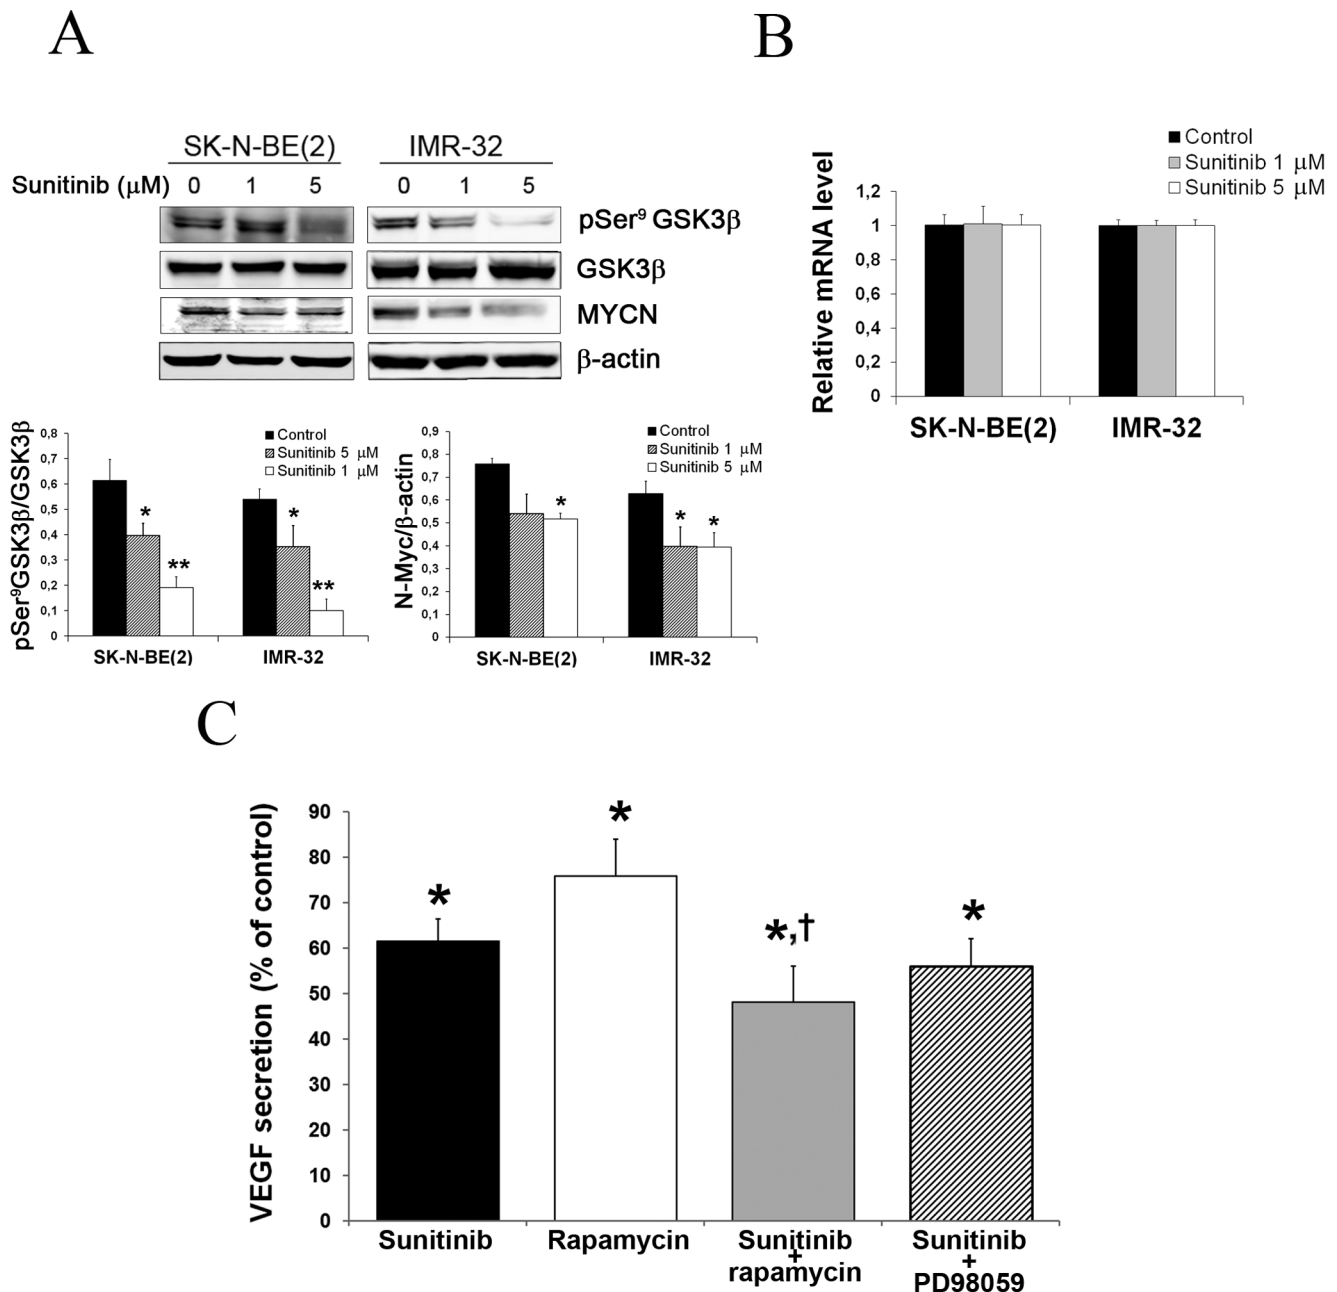 A
SK-N-BE(2) IMR-32
Sunitinib (μM) 0 1 5 0 1 5
pSer⁹ GSK3β
GSK3β
MYCN
β-actin
pSer⁹GSK3β/GSK3β
0,8
0,7
0,6
0,5
0,4
0,3
0,2
0,1
0
Control
Sunitinib 5 μM
Sunitinib 1 μM
* ** * **
SK-N-BE(2) IMR-32
N-Myc/β-actin
0,9
0,8
0,7
0,6
0,5
0,4
0,3
0,2
0,1
0
Control
Sunitinib 1 μM
Sunitinib 5 μM
* * *
SK-N-BE(2) IMR-32
B
Control
Sunitinib 1 μM
Sunitinib 5 μM
Relative mRNA level
1,2
1
0,8
0,6
0,4
0,2
0
SK-N-BE(2) IMR-32
C
VEGF secretion (% of control)
90
80
70
60
50
40
30
20
10
0
* * *,† *
Sunitinib Rapamycin Sunitinib Sunitinib
+ +
rapamycin PD98059